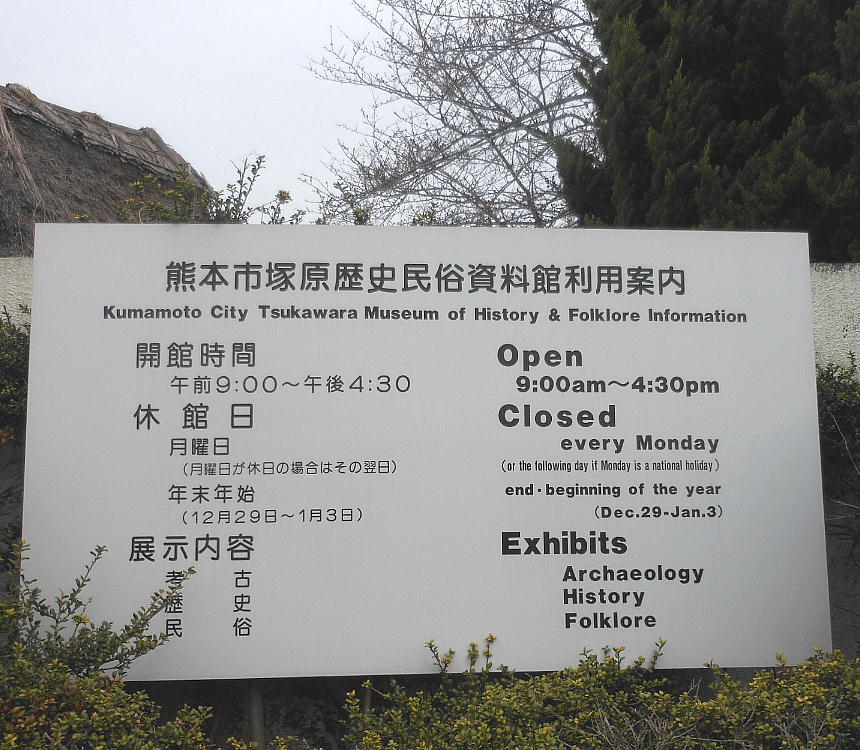 熊本市塚原歴史民俗資料館利用案内
Kumamoto City Tsukawara Museum of History & Folklore Information
開館時間
午前9:00～午後4:30
休館日
月曜日
(月曜日が休日の場合はその翌日)
年末年始
(12月29日～1月3日)
展示内容
考古
歴史
民俗
Open
9:00am～4:30pm
Closed
every Monday
(or the following day if Monday is a national holiday)
end・beginning of the year
(Dec.29-Jan.3)
Exhibits
Archaeology
History
Folklore